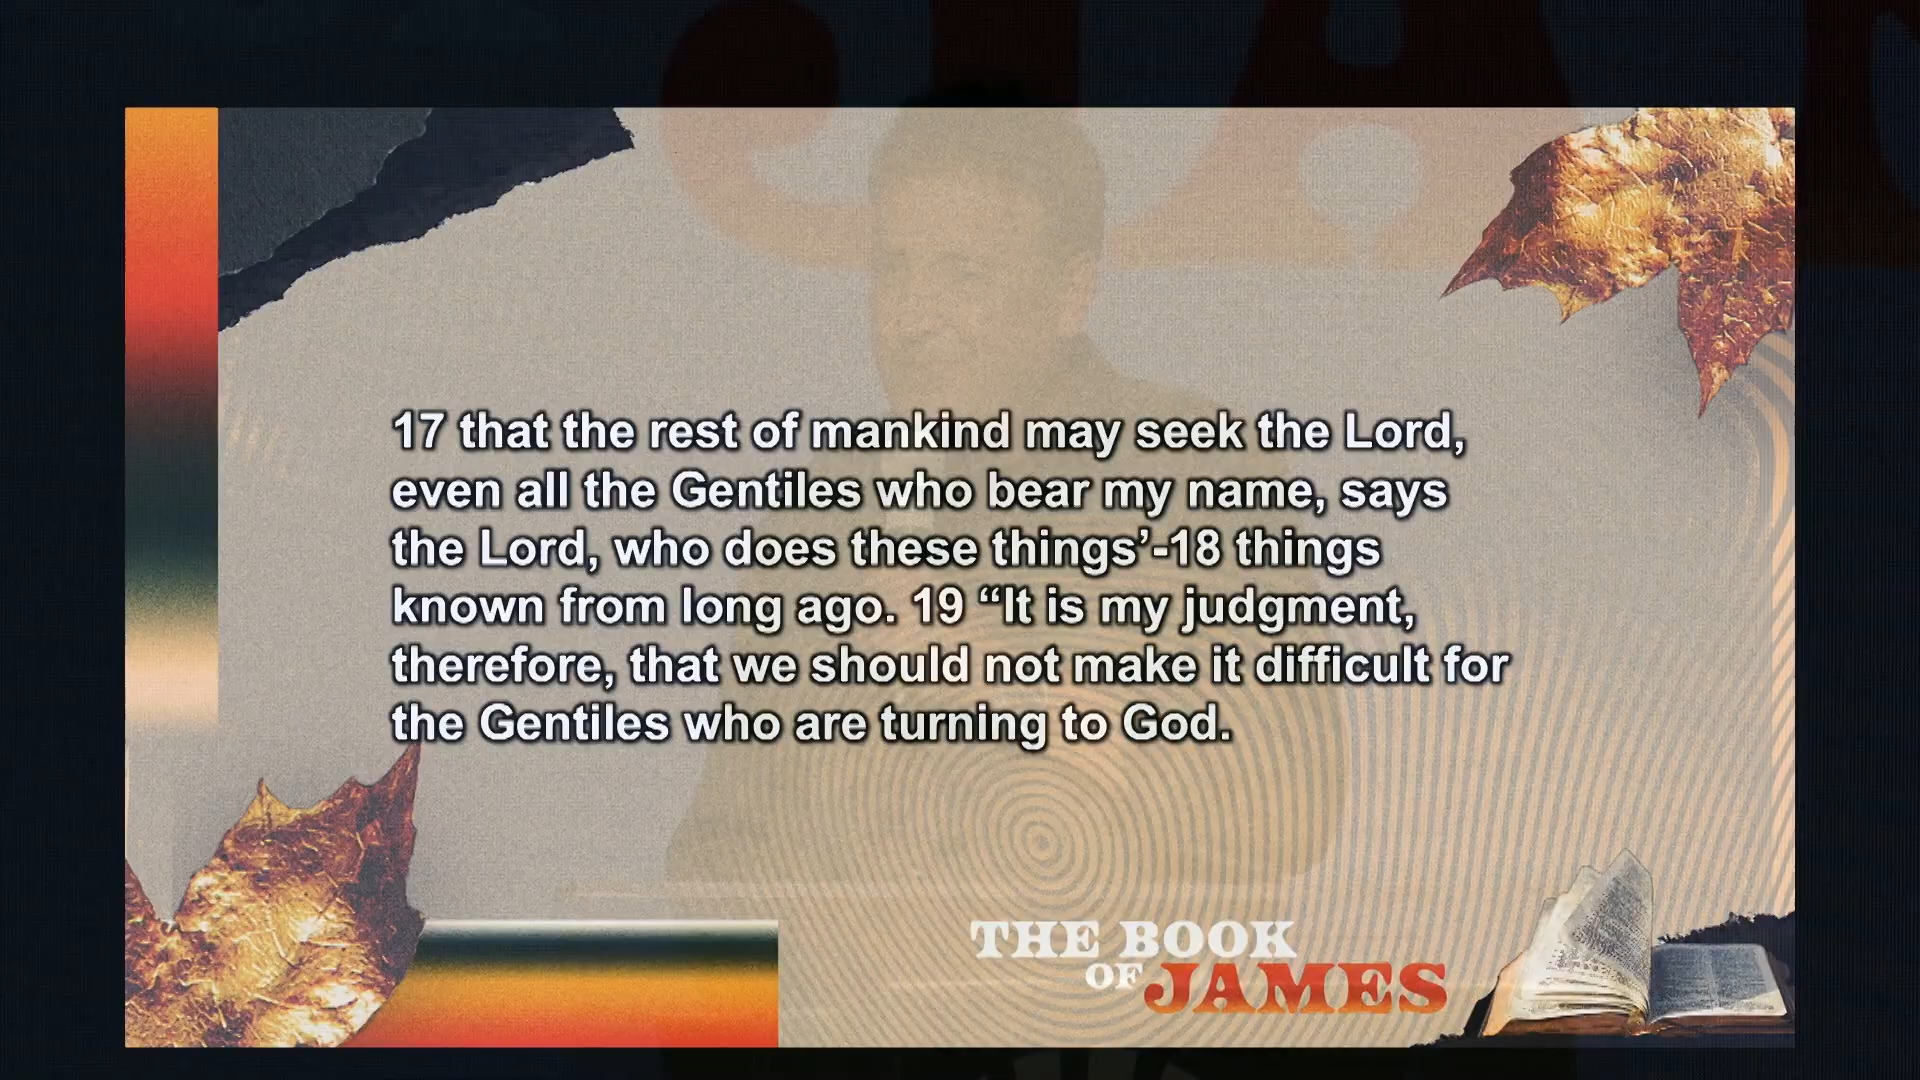 17 that the rest of mankind may seek the Lord,
even all the Gentiles who bear my name, says
the Lord, who does these things’-18 things
known from long ago. 19 “It is my judgment,
therefore, that we should not make it difficult for
the Gentiles who are turning to God.
THE BOOK
OF JAMES